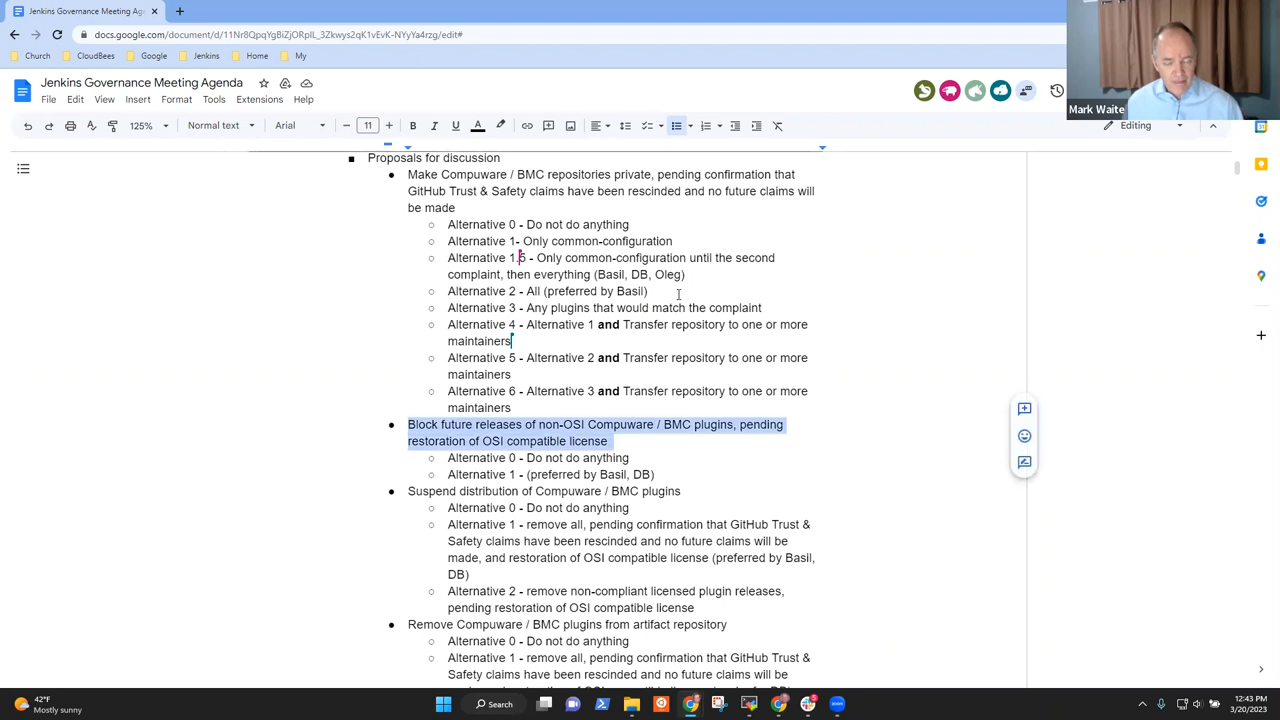 Jenkins Governance Meeting Age
docs.google.com/document/d/11Nr8QpqYgBiZjORpIL_3Zkwys2qK1vEvK-NYyYa4rzg/edit#
Church
CloudBees
Google
Jenkins
Home
My
Jenkins Governance Meeting Agenda
File Edit View Insert Format Tools Extensions Help
Mark Waite
125% Normal text Arial 11 Editing
Proposals for discussion
Make Compuware / BMC repositories private, pending confirmation that
GitHub Trust & Safety claims have been rescinded and no future claims will
be made
Alternative 0 - Do not do anything
Alternative 1- Only common-configuration
Alternative 1.5 - Only common-configuration until the second
complaint, then everything (Basil, DB, Oleg)
Alternative 2 - All (preferred by Basil)
Alternative 3 - Any plugins that would match the complaint
Alternative 4 - Alternative 1 and Transfer repository to one or more
maintainers
Alternative 5 - Alternative 2 and Transfer repository to one or more
maintainers
Alternative 6 - Alternative 3 and Transfer repository to one or more
maintainers
Block future releases of non-OSI Compuware / BMC plugins, pending
restoration of OSI compatible license
Alternative 0 - Do not do anything
Alternative 1 - (preferred by Basil, DB)
Suspend distribution of Compuware / BMC plugins
Alternative 0 - Do not do anything
Alternative 1 - remove all, pending confirmation that GitHub Trust &
Safety claims have been rescinded and no future claims will be
made, and restoration of OSI compatible license (preferred by Basil,
DB)
Alternative 2 - remove non-compliant licensed plugin releases,
pending restoration of OSI compatible license
Remove Compuware / BMC plugins from artifact repository
Alternative 0 - Do not do anything
Alternative 1 - remove all, pending confirmation that GitHub Trust &
Safety claims have been rescinded and no future claims will be
42°F
Mostly sunny
Search
12:43 PM
3/20/2023